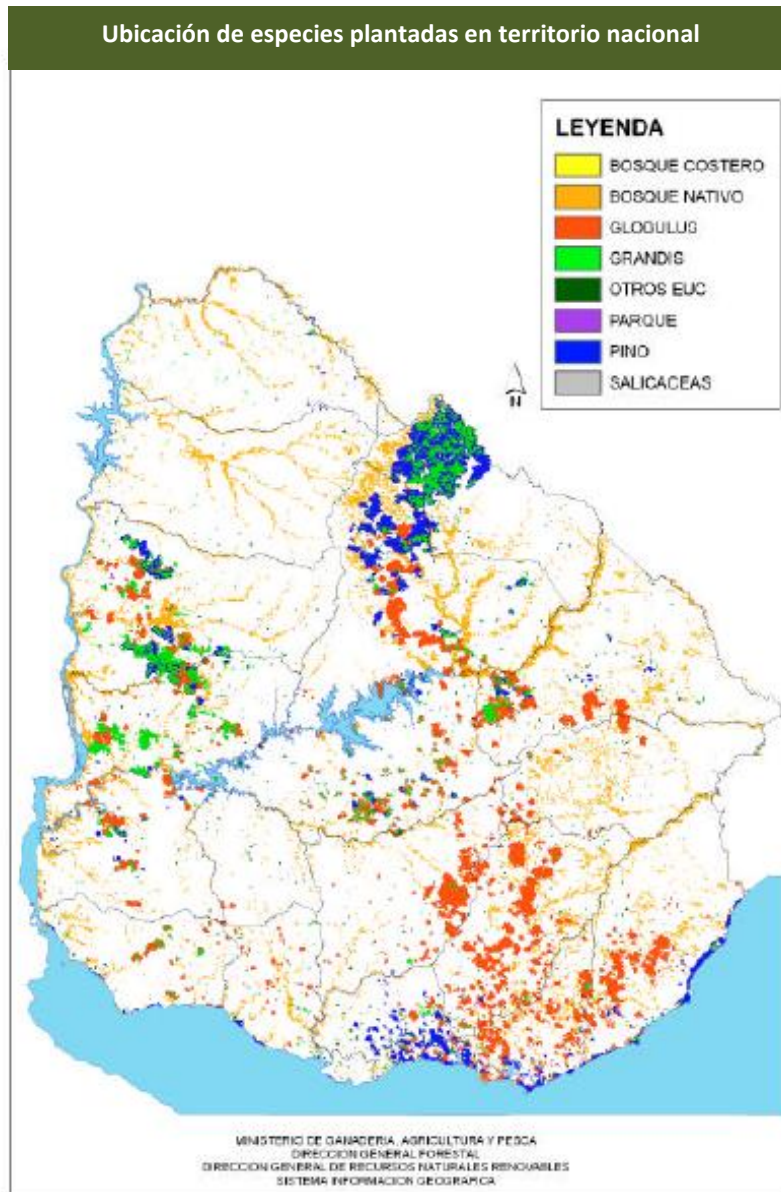 Ubicación de especies plantadas en territorio nacional
LEYENDA
BOSQUE COSTERO
BOSQUE NATIVO
GLOBULUS
GRANDIS
OTROS EUC
PARQUE
PINO
SALICACEAS
N
MINISTERIO DE GANADERIA, AGRICULTURA Y PESCA
DIRECCION GENERAL FORESTAL
DIRECCION GENERAL DE RECURSOS NATURALES RENOVABLES
SISTEMA INFORMACION GEOGRAFICA